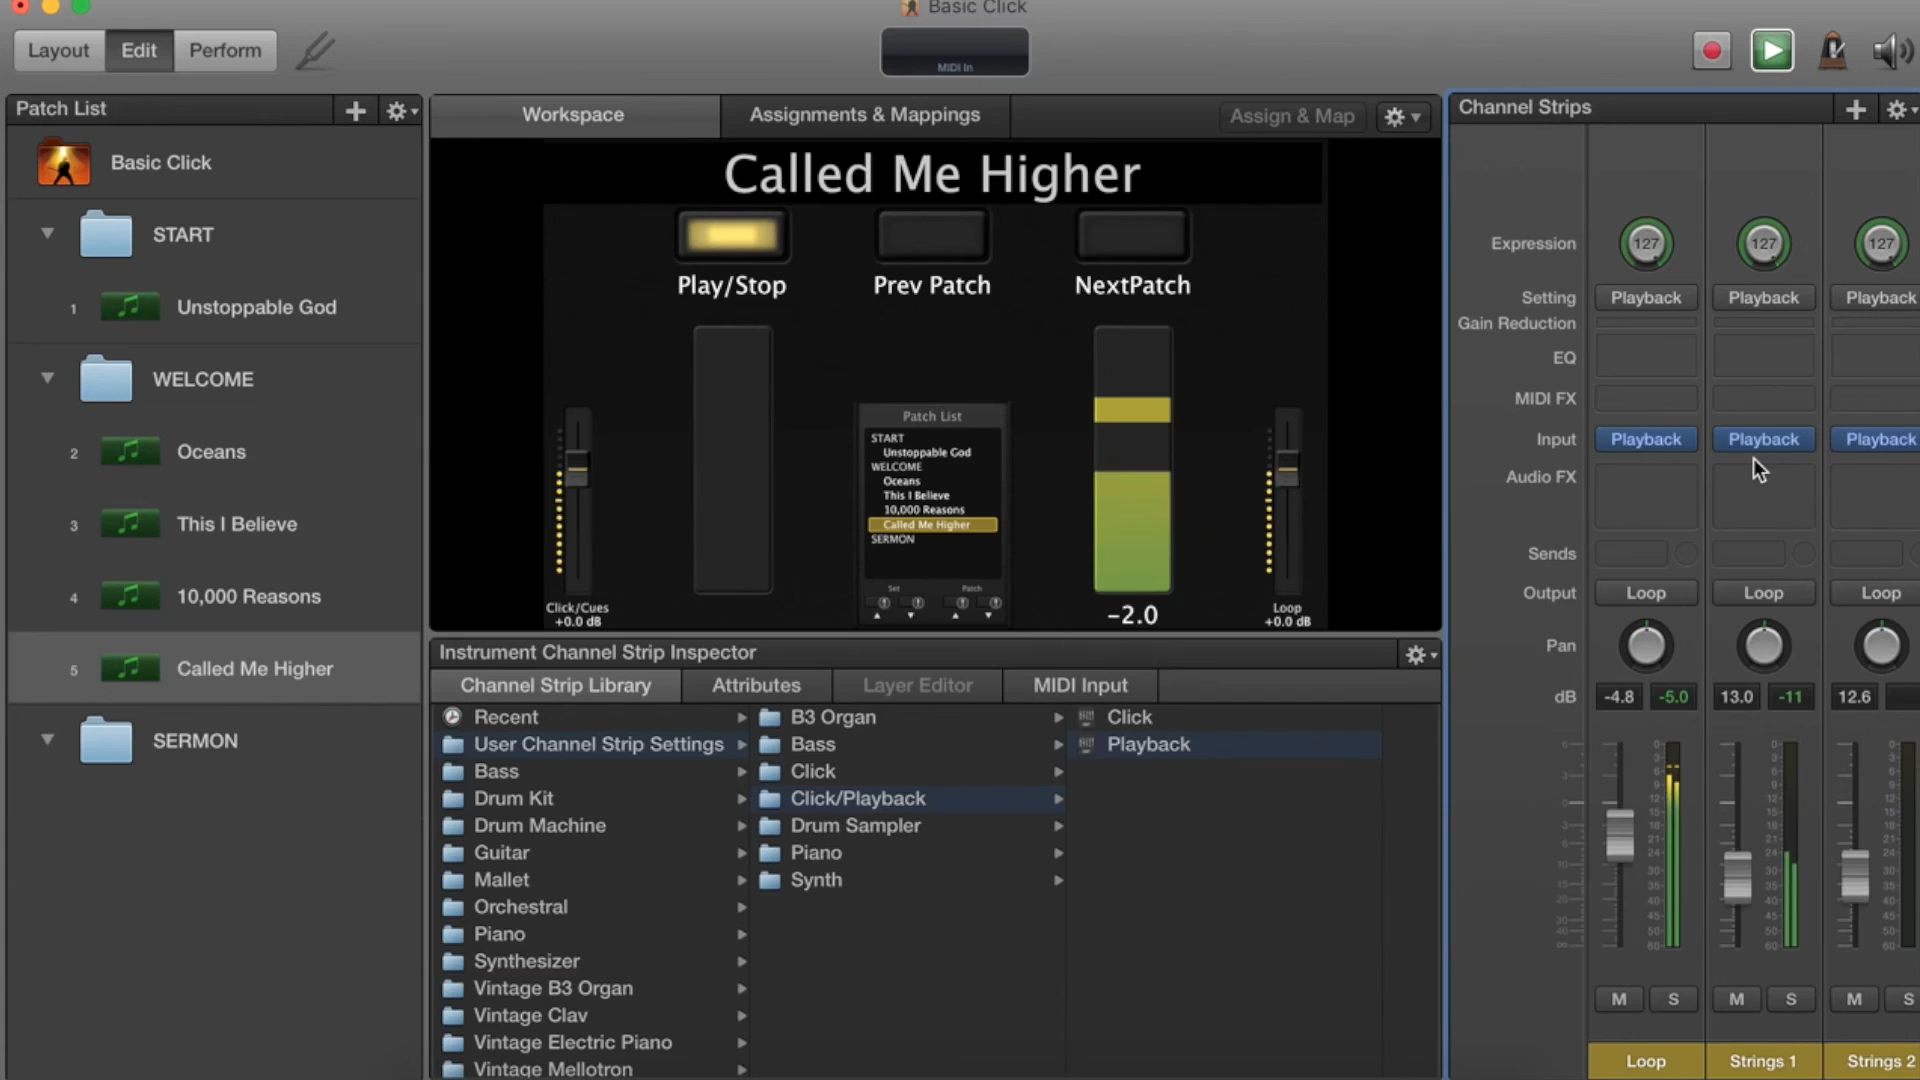 Basic Click
Layout
Edit
Perform
MIDI In
Patch List
Basic Click
START
1 Unstoppable God
WELCOME
2 Oceans
3 This I Believe
4 10,000 Reasons
5 Called Me Higher
SERMON
Workspace
Assignments & Mappings
Assign & Map
Called Me Higher
Play/Stop
Prev Patch
NextPatch
Patch List
START
Unstoppable God
WELCOME
Oceans
This I Believe
10,000 Reasons
Called Me Higher
SERMON
Set
Patch
Click/Cues
+0.0 dB
-2.0
Loop
+0.0 dB
Instrument Channel Strip Inspector
Channel Strip Library
Attributes
Layer Editor
MIDI Input
Recent
User Channel Strip Settings
Bass
Drum Kit
Drum Machine
Guitar
Mallet
Orchestral
Piano
Synthesizer
Vintage B3 Organ
Vintage Clav
Vintage Electric Piano
Vintage Mellotron
B3 Organ
Bass
Click
Click/Playback
Drum Sampler
Piano
Synth
Click
Playback
Channel Strips
Expression 127 127 127
Setting Playback Playback Playback
Gain Reduction
EQ
MIDI FX
Input Playback Playback Playback
Audio FX
Sends
Output Loop Loop Loop
Pan
dB -4.8 -5.0 13.0 -11 12.6
M S M S M S
Loop Strings 1 Strings 2